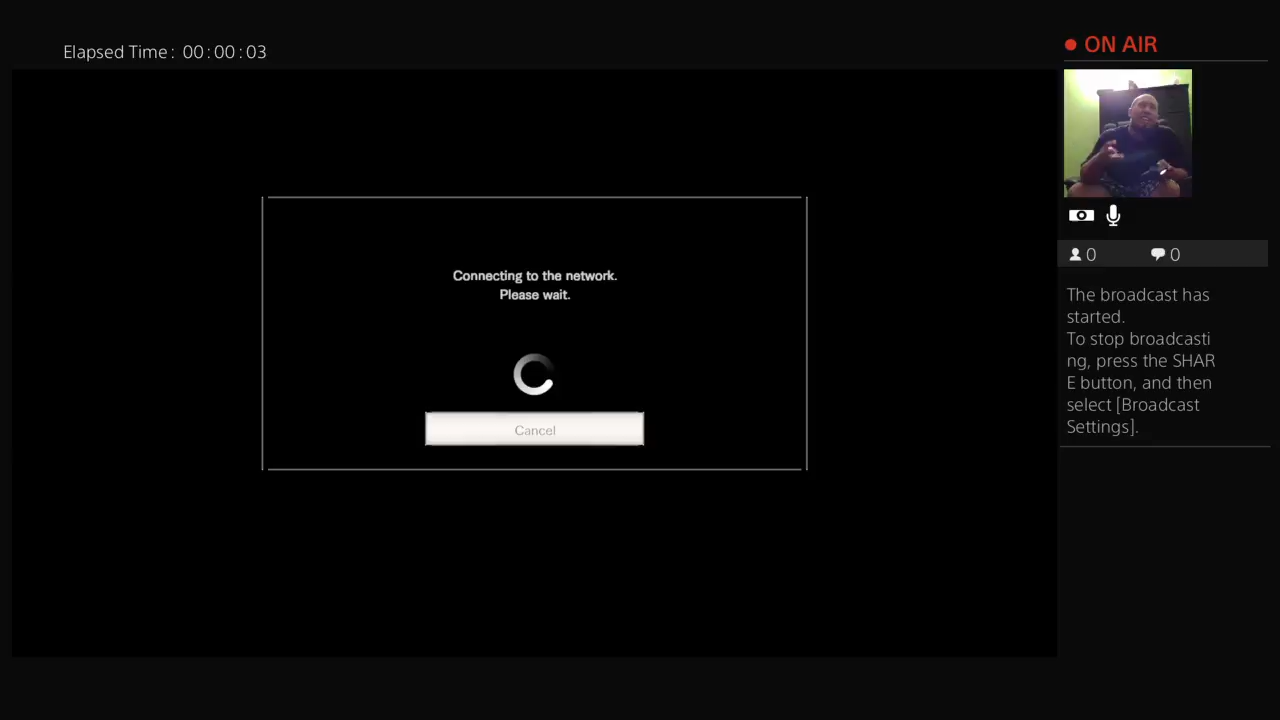 Elapsed Time: 00:00:03
ON AIR
Connecting to the network.
Please wait.
Cancel
0 0
The broadcast has
started.
To stop broadcasti
ng, press the SHAR
E button, and then
select [Broadcast
Settings].